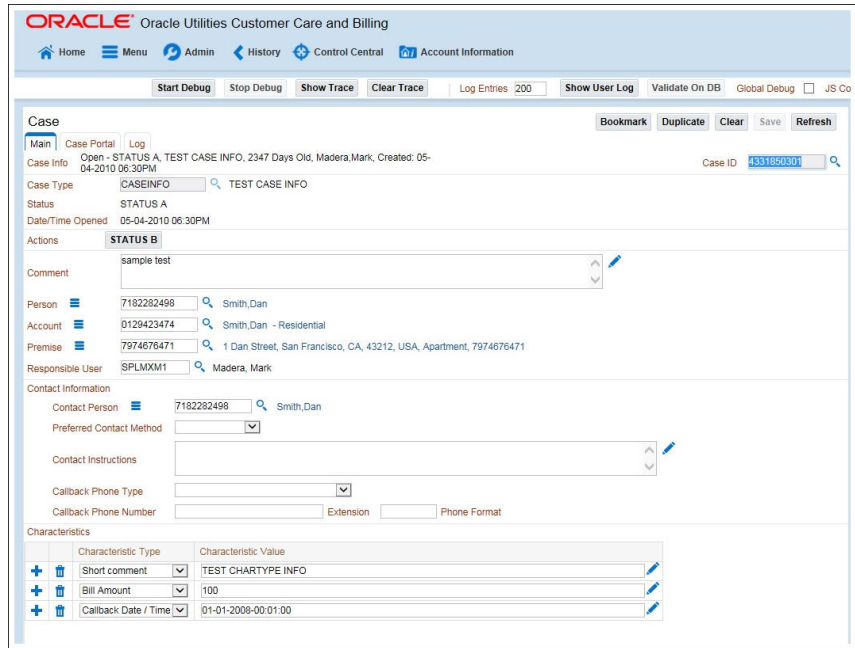 ORACLE® Oracle Utilities Customer Care and Billing
Home Menu Admin History Control Central Account Information
Start Debug Stop Debug Show Trace Clear Trace Log Entries 200 Show User Log Validate On DB Global Debug JS Co
Case Bookmark Duplicate Clear Save Refresh
Main Case Portal Log
Case Info Open - STATUS A, TEST CASE INFO, 2347 Days Old, Madera,Mark, Created: 05-
04-2010 06:30PM Case ID 4331850301
Case Type CASEINFO TEST CASE INFO
Status STATUS A
Date/Time Opened 05-04-2010 06:30PM
Actions STATUS B
Comment sample test
Person 7182282498 Smith,Dan
Account 0129423474 Smith,Dan - Residential
Premise 7974676471 1 Dan Street, San Francisco, CA, 43212, USA, Apartment, 7974676471
Responsible User SPLMXM1 Madera, Mark
Contact Information
Contact Person 7182282498 Smith,Dan
Preferred Contact Method
Contact Instructions
Callback Phone Type
Callback Phone Number Extension Phone Format
Characteristics
Characteristic Type Characteristic Value
Short comment TEST CHARTYPE INFO
Bill Amount 100
Callback Date / Time 01-01-2008-00:01:00